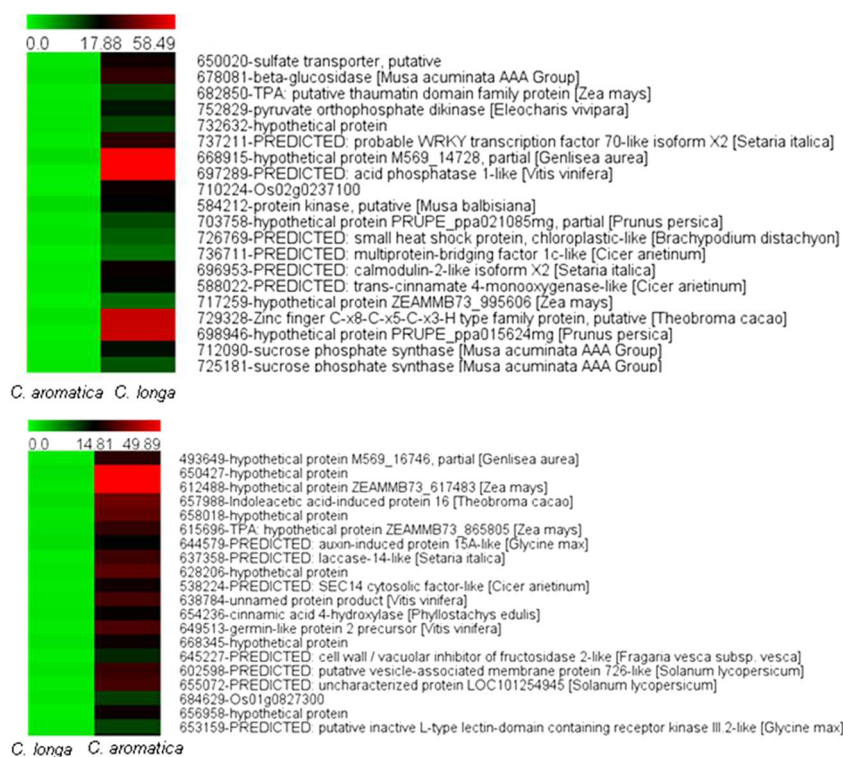 0.0 17.88 58.49
650020-sulfate transporter, putative
678081-beta-glucosidase [Musa acuminata AAA Group]
682850-TPA: putative thaumatin domain family protein [Zea mays]
752829-pyruvate orthophosphate dikinase [Eleocharis vivipara]
732632-hypothetical protein
737211-PREDICTED: probable WRKY transcription factor 70-like isoform X2 [Setaria italica]
668915-hypothetical protein M569_14728, partial [Genlisea aurea]
697289-PREDICTED: acid phosphatase 1-like [Vitis vinifera]
710224-Os02g0237100
584212-protein kinase, putative [Musa balbisiana]
703758-hypothetical protein PRUPE_ppa021085mg, partial [Prunus persica]
726769-PREDICTED: small heat shock protein, chloroplastic-like [Brachypodium distachyon]
736711-PREDICTED: multiprotein-bridging factor 1c-like [Cicer arietinum]
696953-PREDICTED: calmodulin-2-like isoform X2 [Setaria italica]
588022-PREDICTED: trans-cinnamate 4-monooxygenase-like [Cicer arietinum]
717259-hypothetical protein ZEAMMB73_995606 [Zea mays]
729328-Zinc finger C-x8-C-x5-C-x3-H type family protein, putative [Theobroma cacao]
698946-hypothetical protein PRUPE_ppa015624mg [Prunus persica]
712090-sucrose phosphate synthase [Musa acuminata AAA Group]
725181-sucrose phosphate synthase [Musa acuminata AAA Group]
C. aromatica C. longa
0.0 14.81 49.89
493649-hypothetical protein M569_16746, partial [Genlisea aurea]
650427-hypothetical protein
612488-hypothetical protein ZEAMMB73_617483 [Zea mays]
657988-Indoleacetic acid-induced protein 16 [Theobroma cacao]
658018-hypothetical protein
615696-TPA: hypothetical protein ZEAMMB73_865805 [Zea mays]
644579-PREDICTED: auxin-induced protein 15A-like [Glycine max]
637358-PREDICTED: laccase-14-like [Setaria italica]
628206-hypothetical protein
538224-PREDICTED: SEC14 cytosolic factor-like [Cicer arietinum]
638784-unnamed protein product [Vitis vinifera]
654236-cinnamic acid 4-hydroxylase [Phyllostachys edulis]
649513-germin-like protein 2 precursor [Vitis vinifera]
668345-hypothetical protein
645227-PREDICTED: cell wall / vacuolar inhibitor of fructosidase 2-like [Fragaria vesca subsp. vesca]
602598-PREDICTED: putative vesicle-associated membrane protein 726-like [Solanum lycopersicum]
655072-PREDICTED: uncharacterized protein LOC101254945 [Solanum lycopersicum]
684629-Os01g0827300
656958-hypothetical protein
653159-PREDICTED: putative inactive L-type lectin-domain containing receptor kinase III.2-like [Glycine max]
C. longa C. aromatica